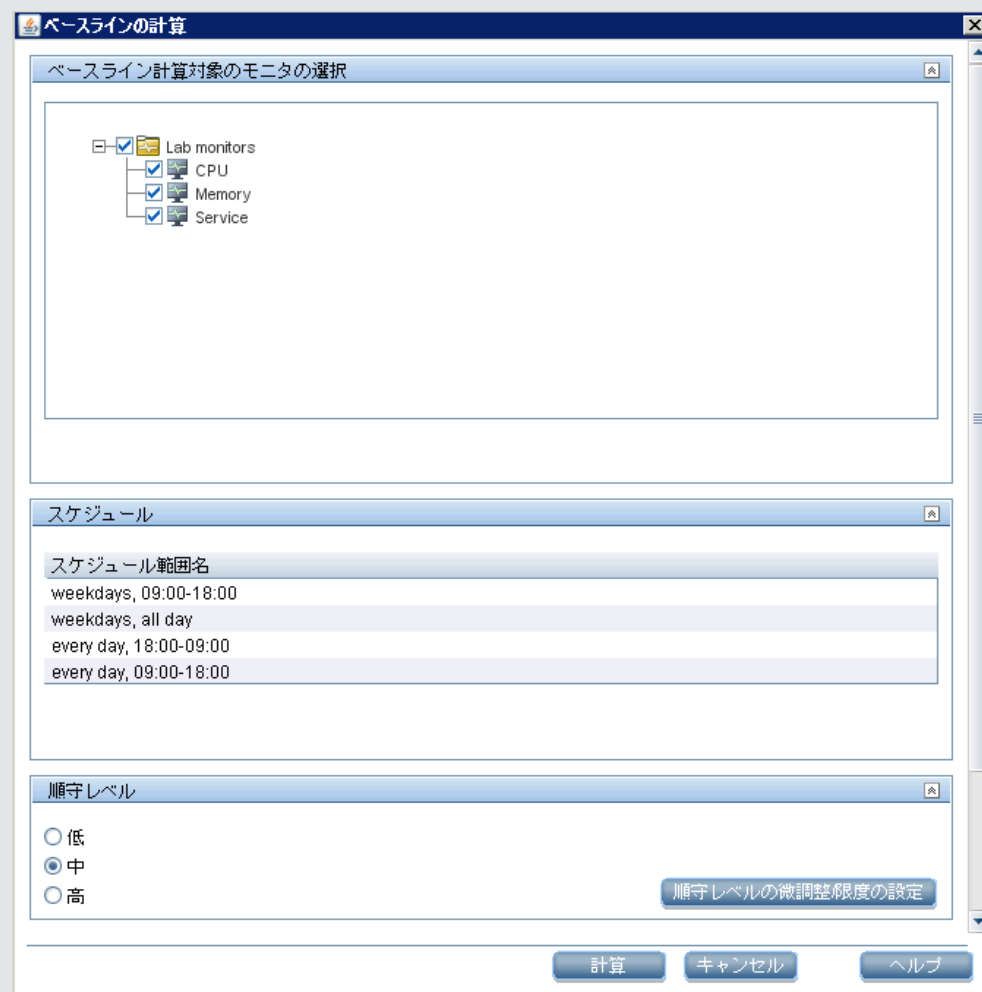 ベースラインの計算
ベースライン計算対象のモニタの選択
Lab monitors
CPU
Memory
Service
スケジュール
スケジュール範囲名
weekdays, 09:00-18:00
weekdays, all day
every day, 18:00-09:00
every day, 09:00-18:00
順守レベル
低
中
高
順守レベルの微調整/限度の設定
計算
キャンセル
ヘルプ